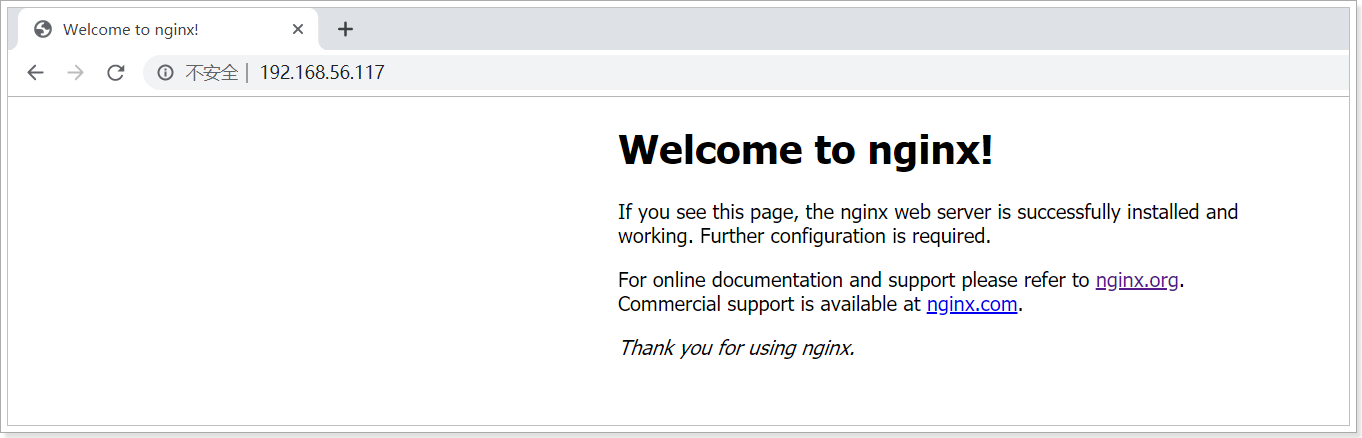 Welcome to nginx!
不安全 | 192.168.56.117
Welcome to nginx!
If you see this page, the nginx web server is successfully installed and
working. Further configuration is required.
For online documentation and support please refer to nginx.org.
Commercial support is available at nginx.com.
Thank you for using nginx.